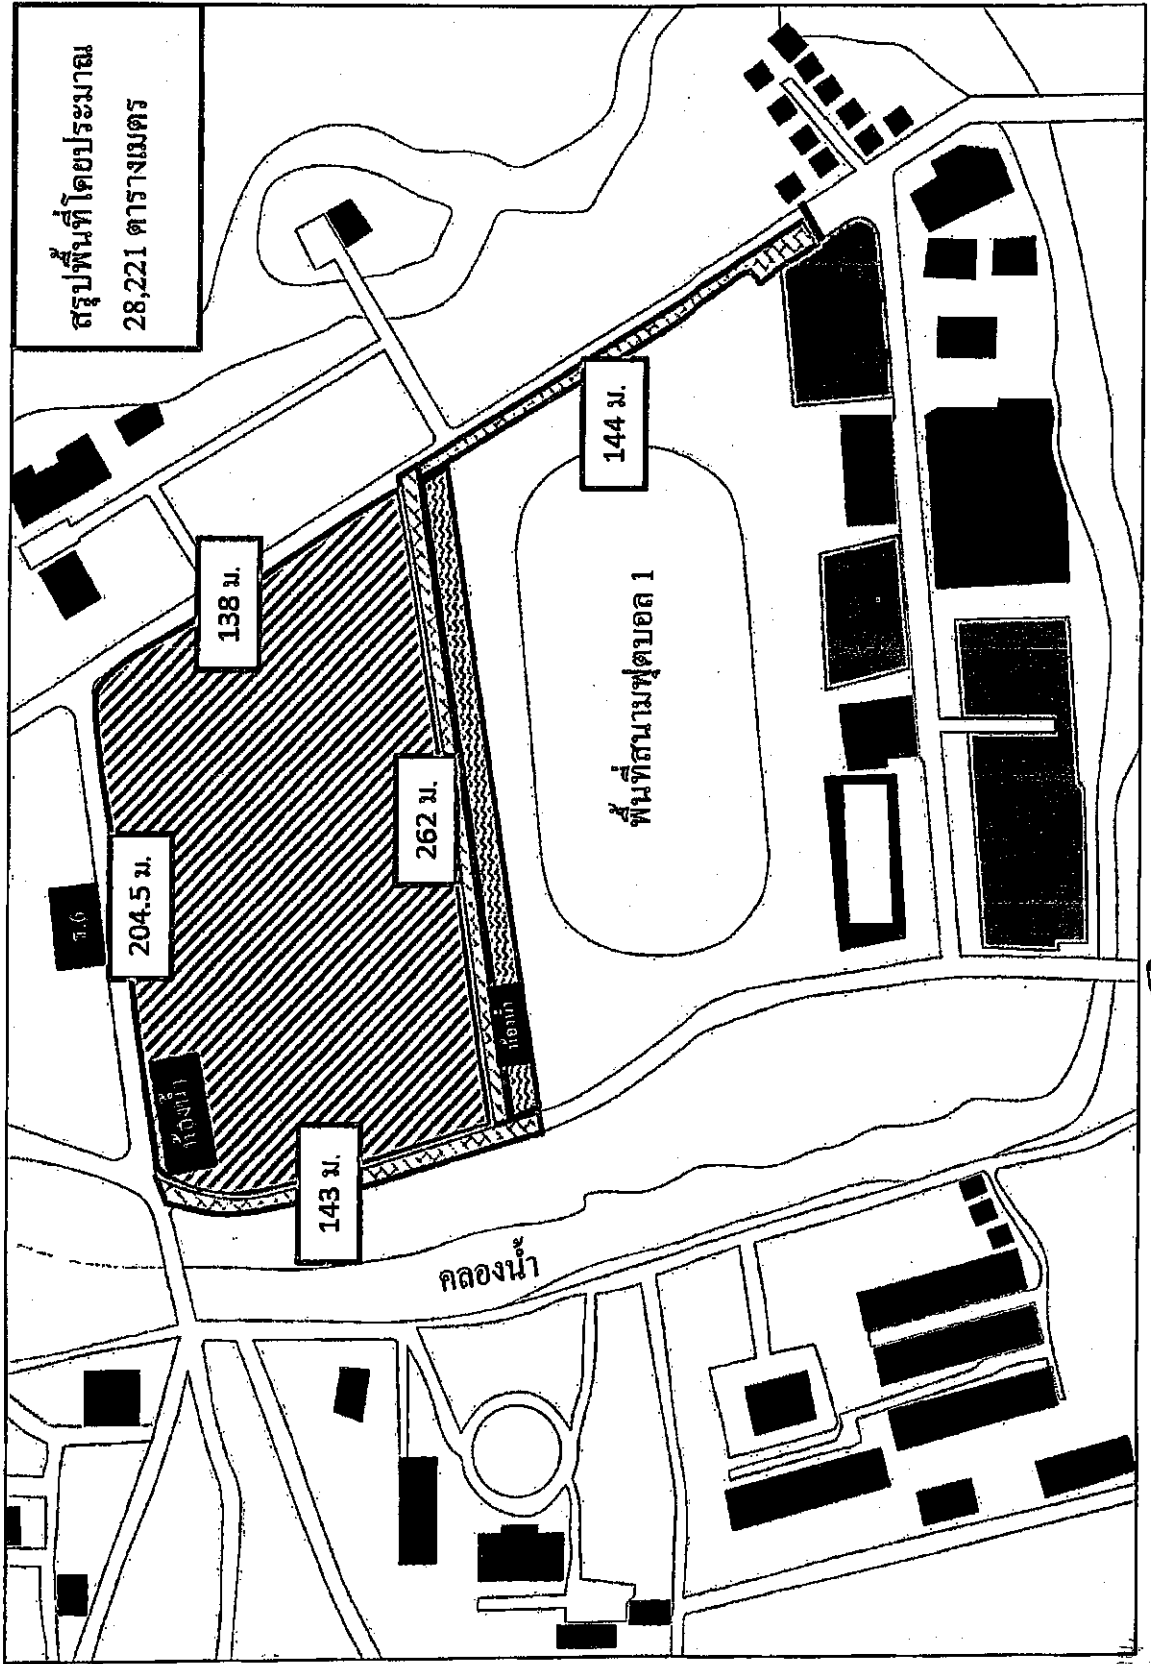 สรุปพื้นที่โดยประมาณ
28,221 ตารางเมตร
204.5 ม.
138 ม.
ห้องน้ำ
143 ม.
262 ม.
ห้องน้ำ
144 ม.
พื้นที่สนามฟุตบอล 1
คลองน้ำ